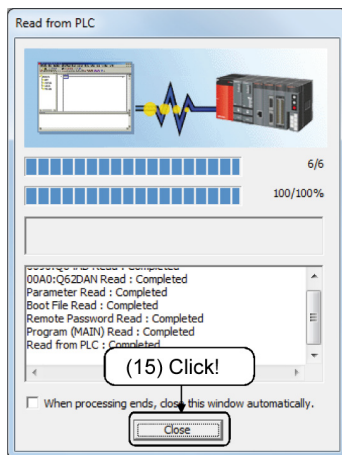 Read from PLC
6/6
100/100%
00A0:Q62DAN Read : Completed
Parameter Read : Completed
Boot File Read : Completed
Remote Password Read : Completed
Program (MAIN) Read : Completed
Read from PLC : Completed
(15) Click!
When processing ends, close this window automatically.
Close